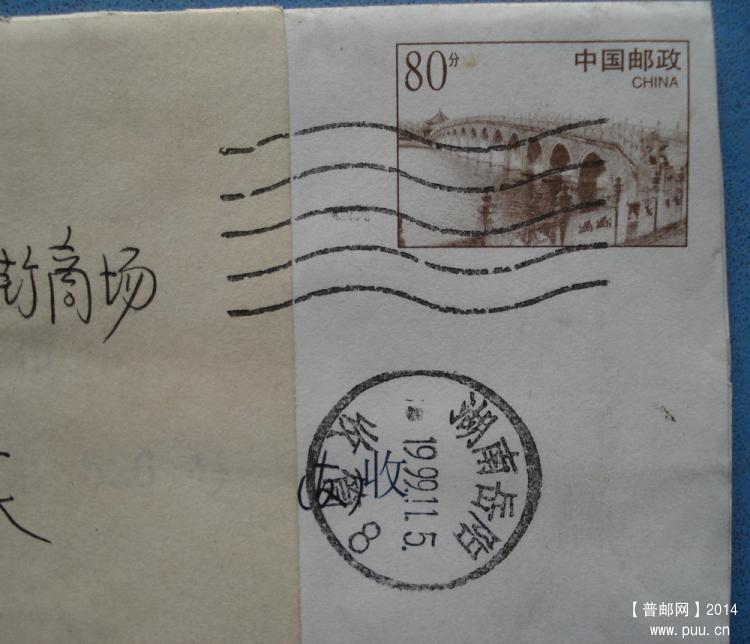 80分
中国邮政
CHINA
街商场
湖南岳阳
1999.11.5.
收
8
【普邮网】2014
www.puu.cn